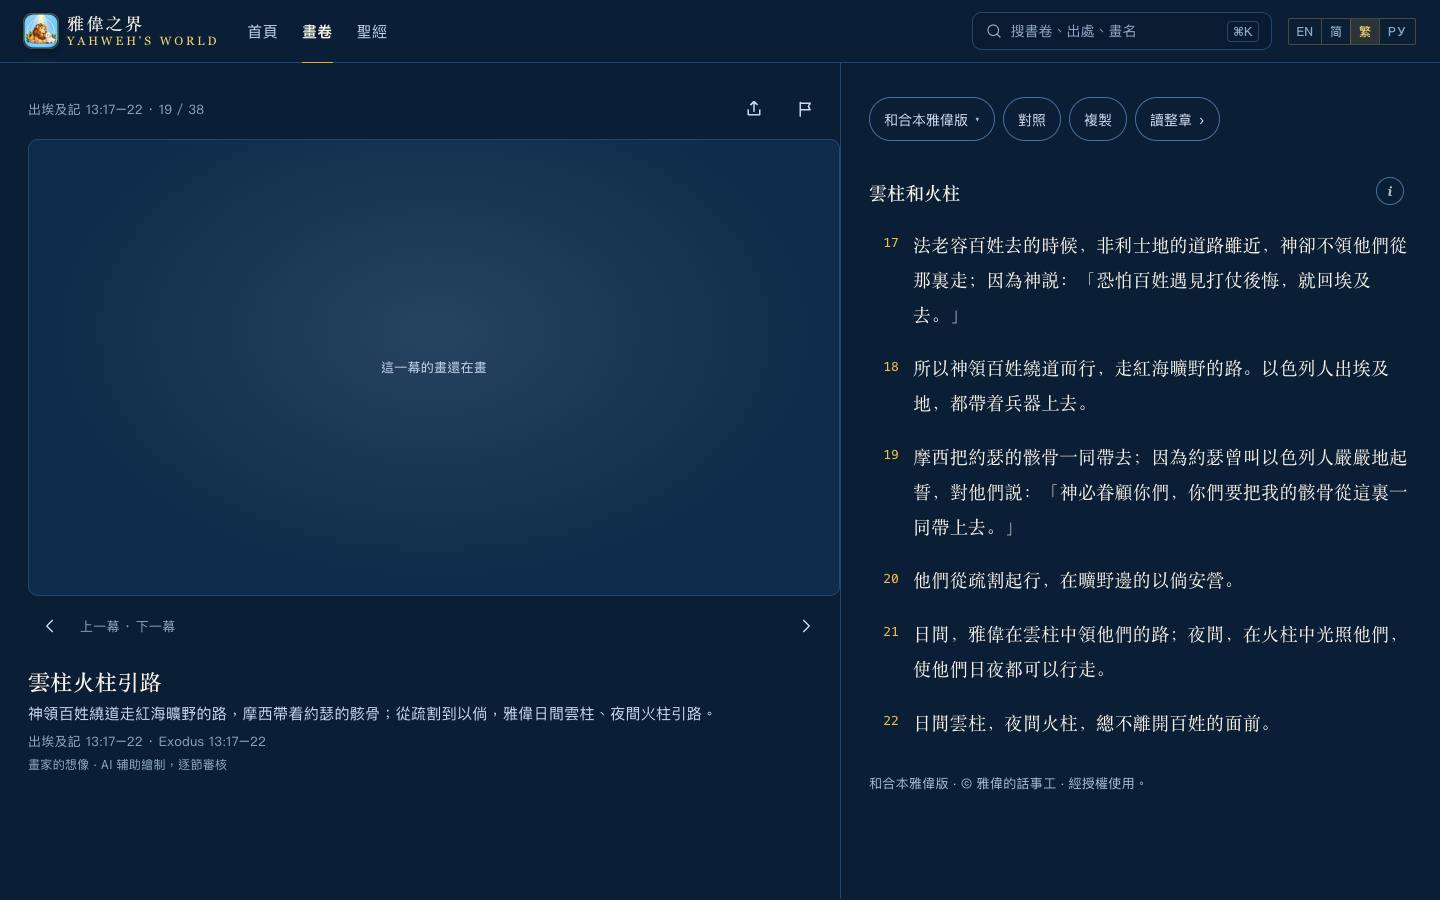 雅偉之界
YAHWEH'S WORLD
首頁
畫卷
聖經
搜書卷、出處、畫名
⌘K
EN
简
繁
РУ
出埃及記 13:17–22 · 19 / 38
這一幕的畫還在畫
上一幕 · 下一幕
雲柱火柱引路
神領百姓繞道走紅海曠野的路，摩西帶着約瑟的骸骨；從疏割到以倘，雅偉日間雲柱、夜間火柱引路。
出埃及記 13:17–22 · Exodus 13:17–22
畫家的想像 · AI 辅助繪制，逐節審核
和合本雅偉版
對照
複製
讀整章 ›
雲柱和火柱
i
17 法老容百姓去的時候，非利士地的道路雖近，神卻不領他們從
那裏走；因為神説：「恐怕百姓遇見打仗後悔，就回埃及
去。」
18 所以神領百姓繞道而行，走紅海曠野的路。以色列人出埃及
地，都帶着兵器上去。
19 摩西把約瑟的骸骨一同帶去；因為約瑟曾叫以色列人嚴嚴地起
誓，對他們説：「神必眷顧你們，你們要把我的骸骨從這裏一
同帶上去。」
20 他們從疏割起行，在曠野邊的以倘安營。
21 日間，雅偉在雲柱中領他們的路；夜間，在火柱中光照他們，
使他們日夜都可以行走。
22 日間雲柱，夜間火柱，總不離開百姓的面前。
和合本雅偉版 · © 雅偉的話事工 · 經授權使用。